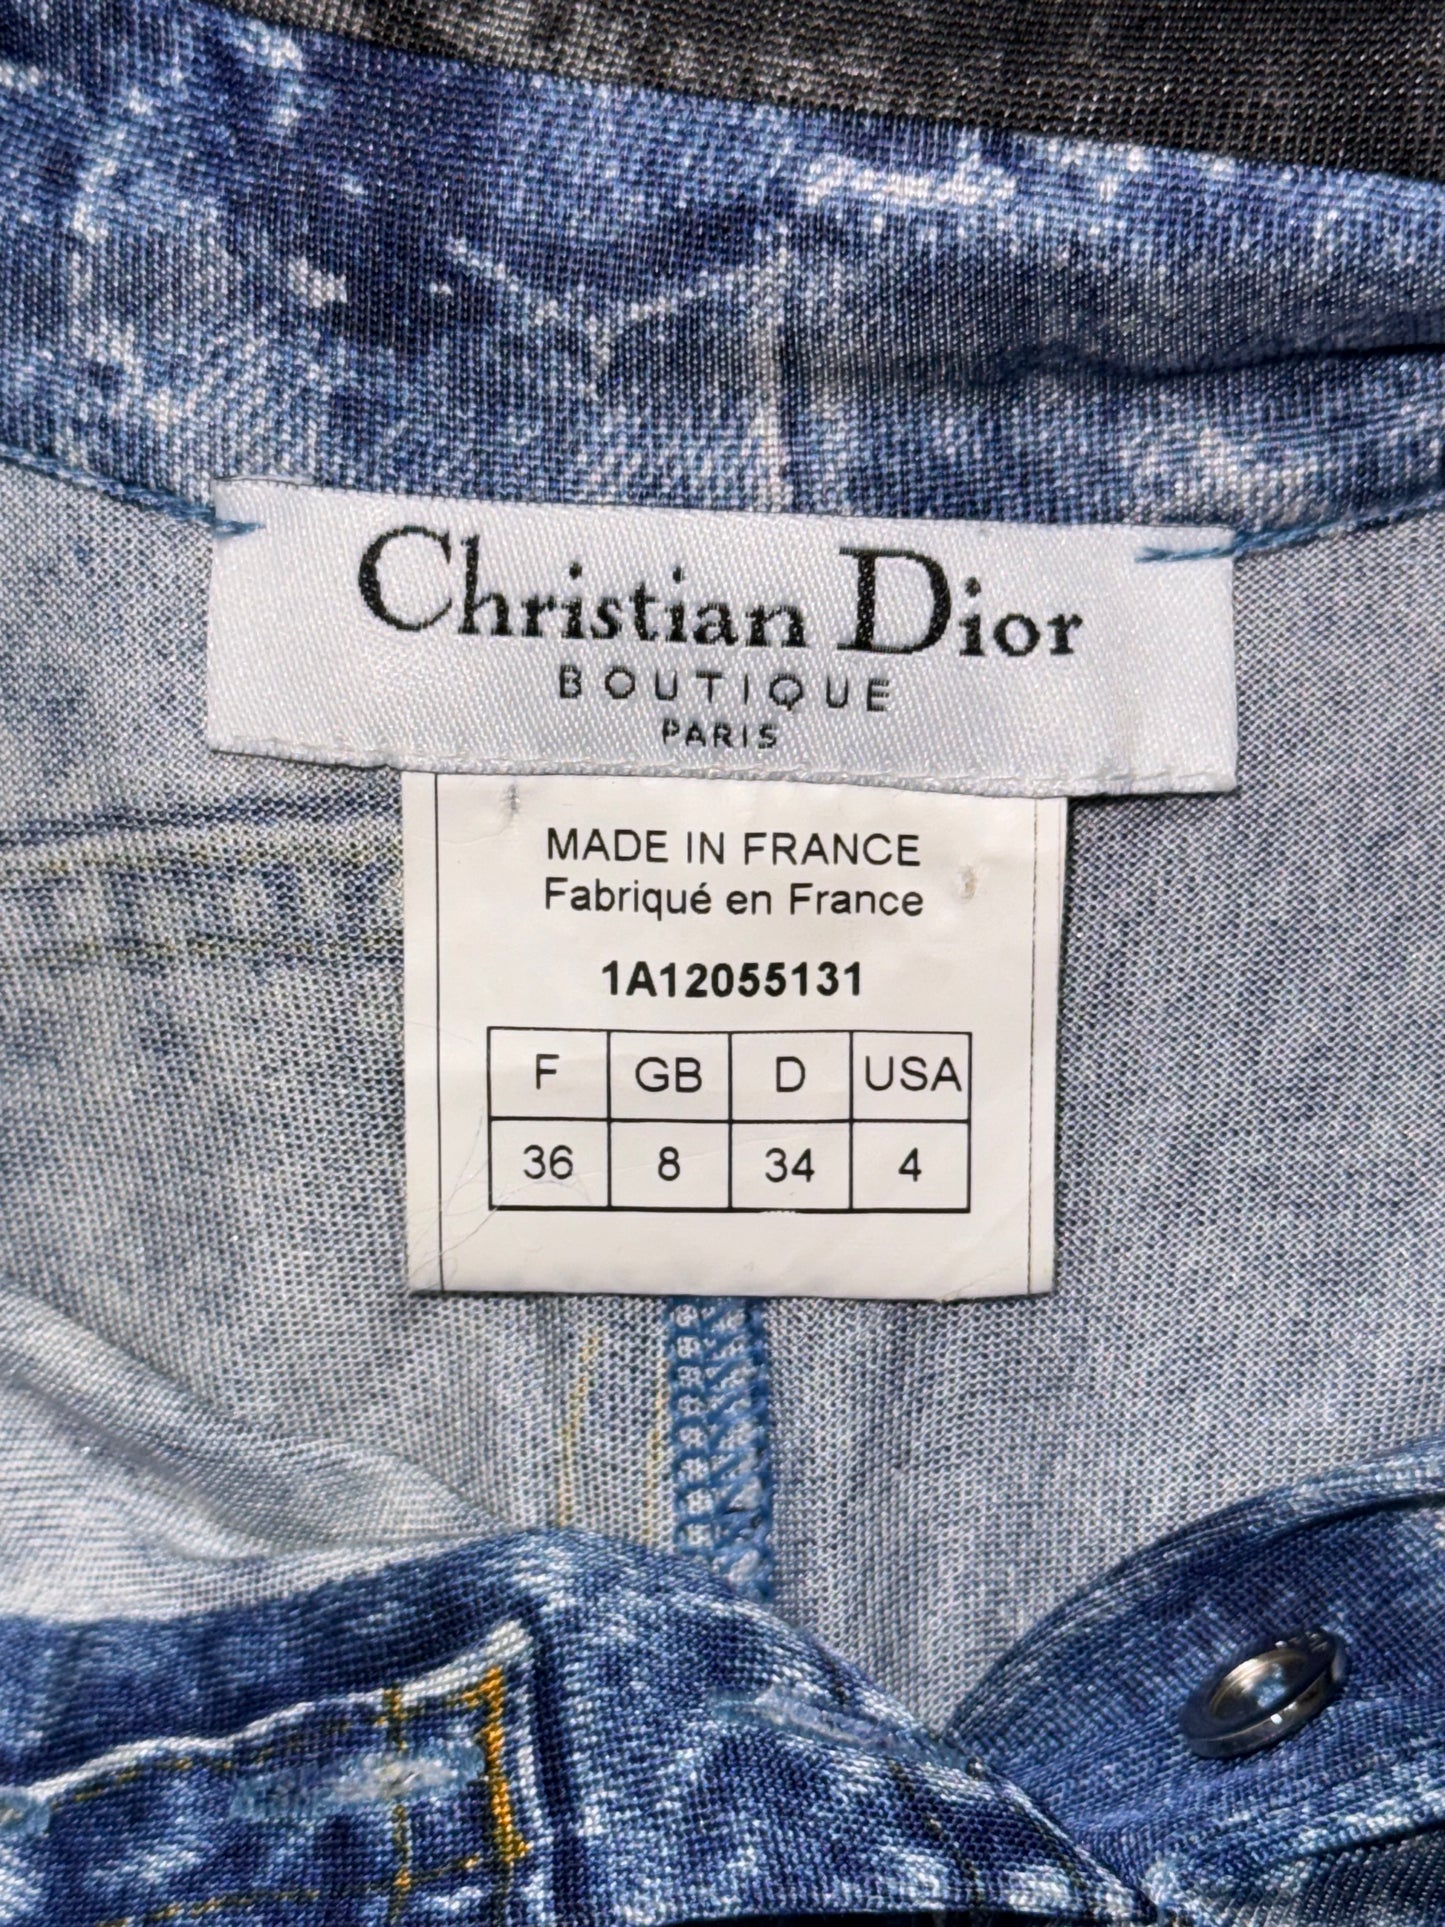 Christian Dior
BOUTIQUE
PARIS
MADE IN FRANCE
Fabriqué en France
1A12055131
F GB D USA
36 8 34 4